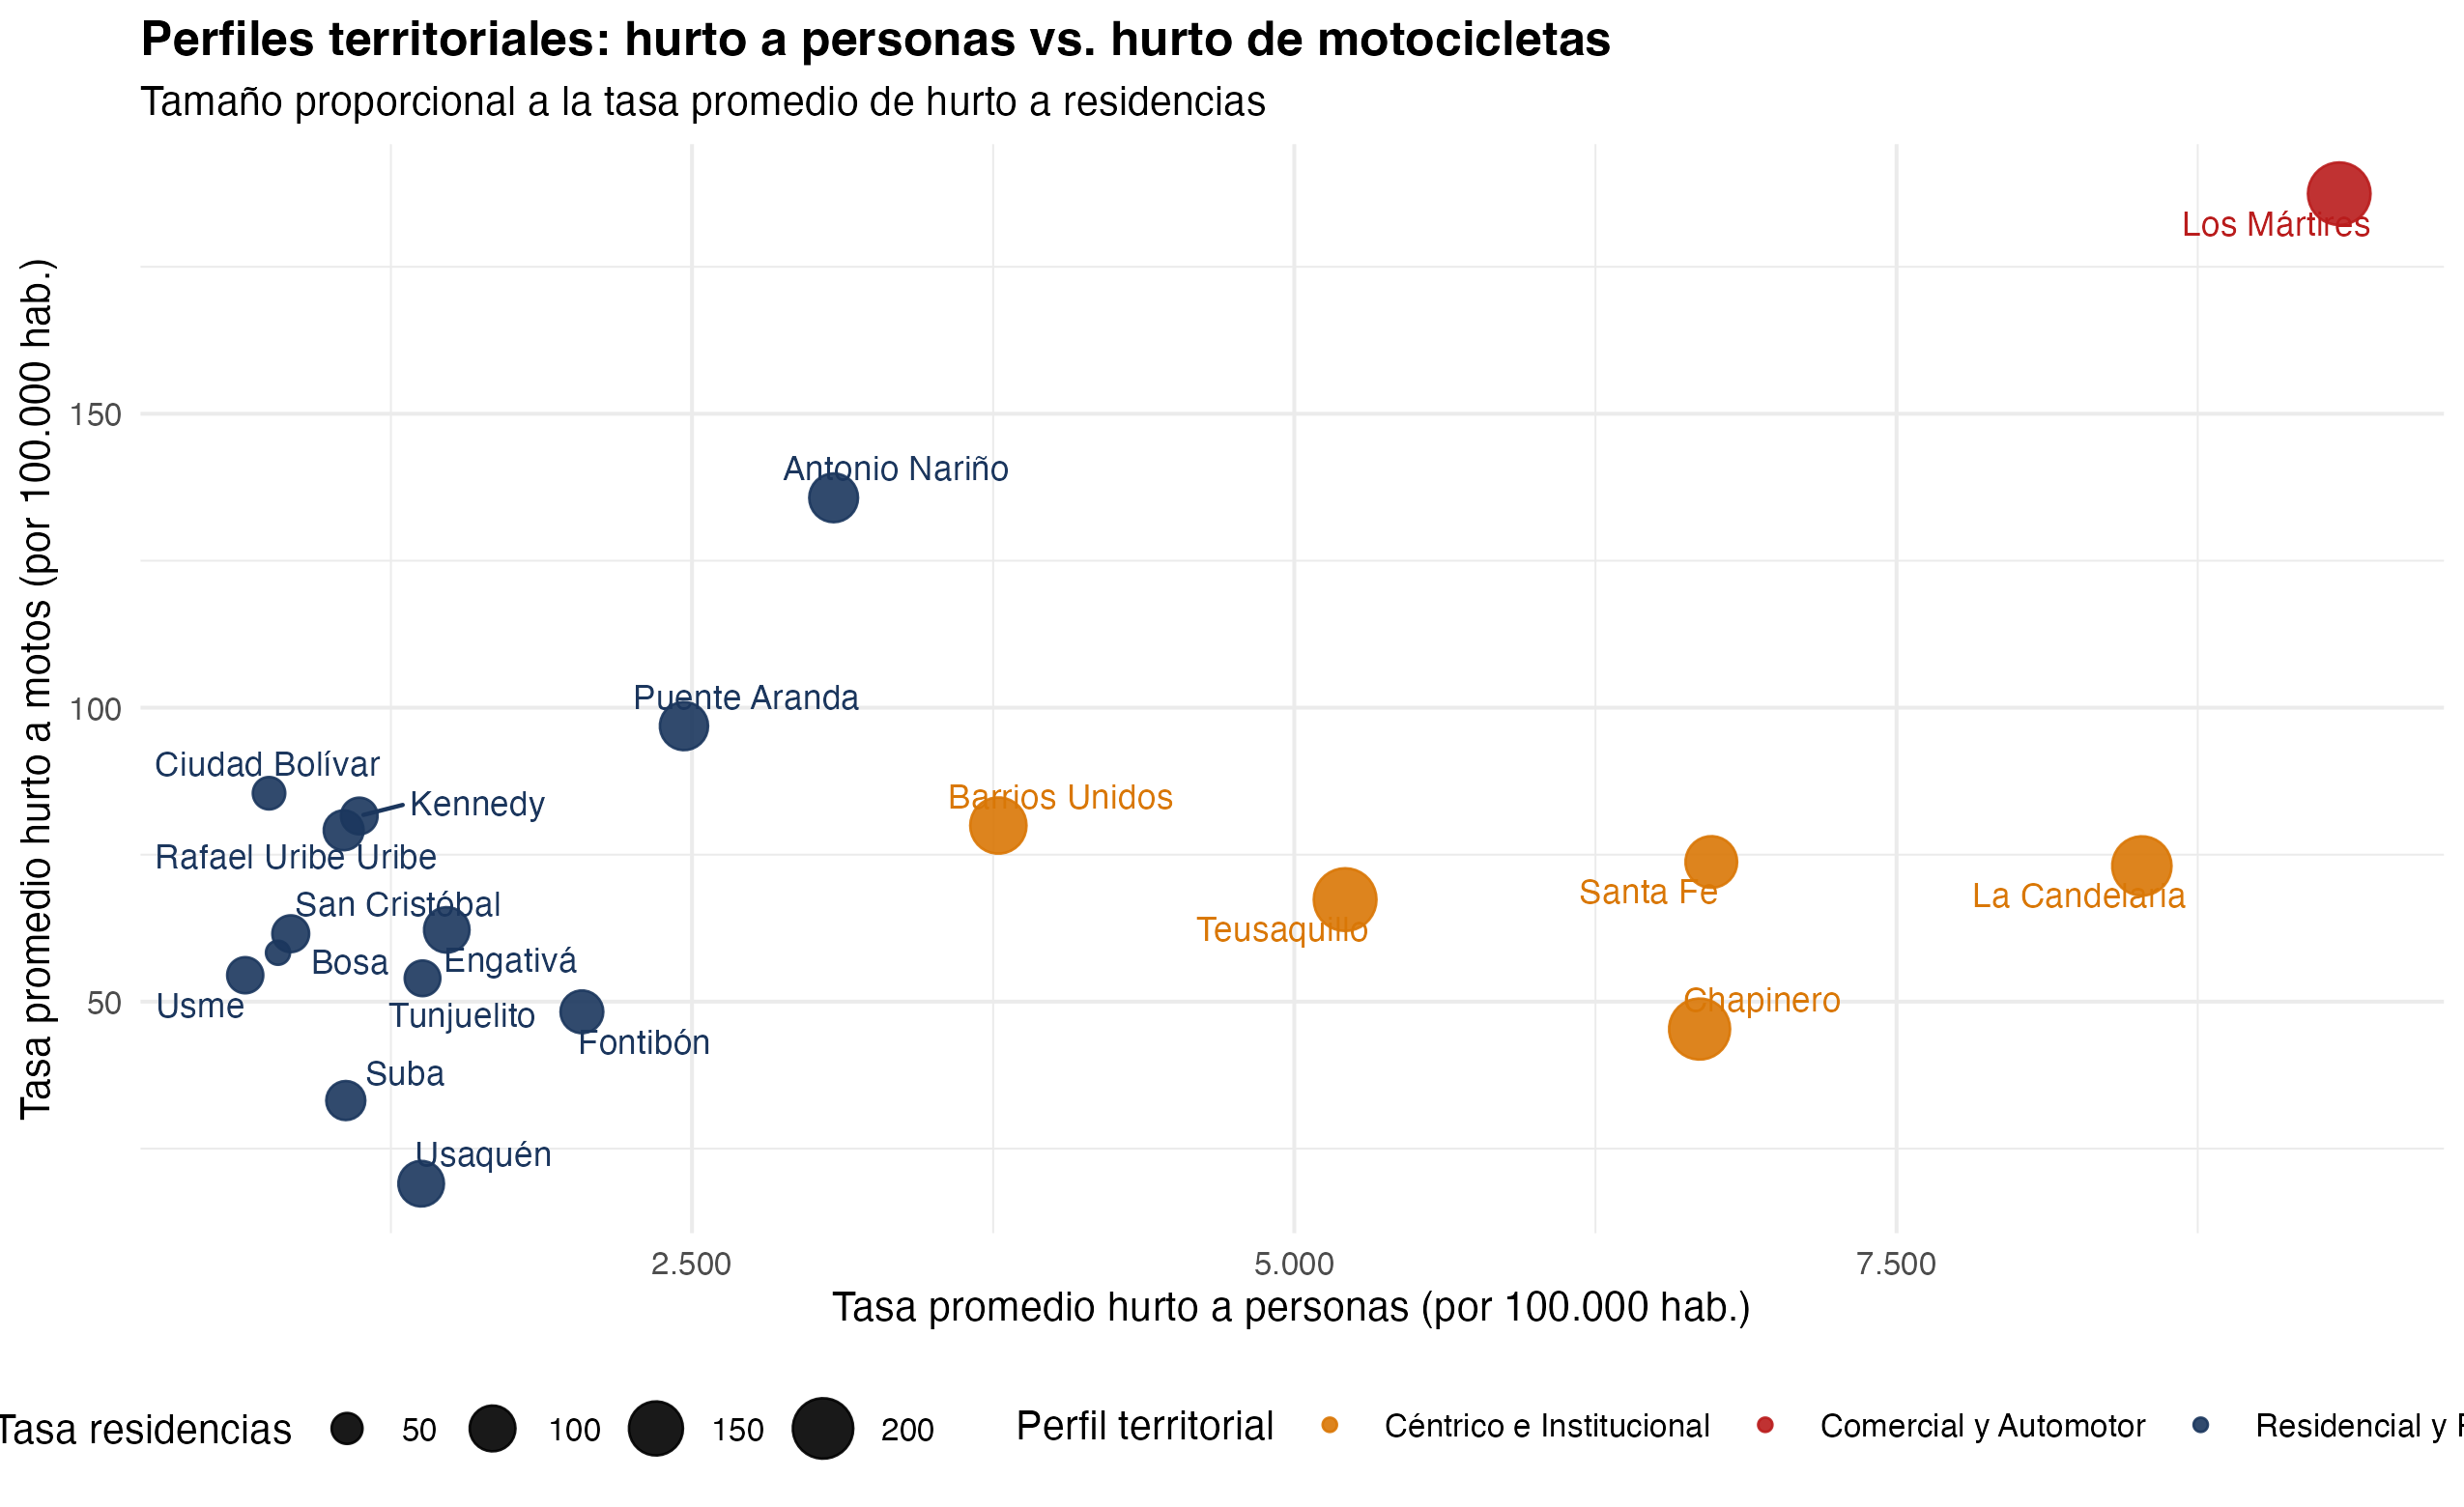 Perfiles territoriales: hurto a personas vs. hurto de motocicletas
Tamaño proporcional a la tasa promedio de hurto a residencias
Tasa promedio hurto a motos (por 100.000 hab.)
150
100
50
Los Mártires
Antonio Nariño
Puente Aranda
Ciudad Bolívar
Kennedy
Barrios Unidos
Rafael Uribe Uribe
Santa Fe
La Candelaria
San Cristóbal
Teusaquillo
Bosa
Engativá
Usme
Tunjuelito
Chapinero
Fontibón
Suba
Usaquén
2.500
5.000
7.500
Tasa promedio hurto a personas (por 100.000 hab.)
Tasa residencias
50
100
150
200
Perfil territorial
Céntrico e Institucional
Comercial y Automotor
Residencial y